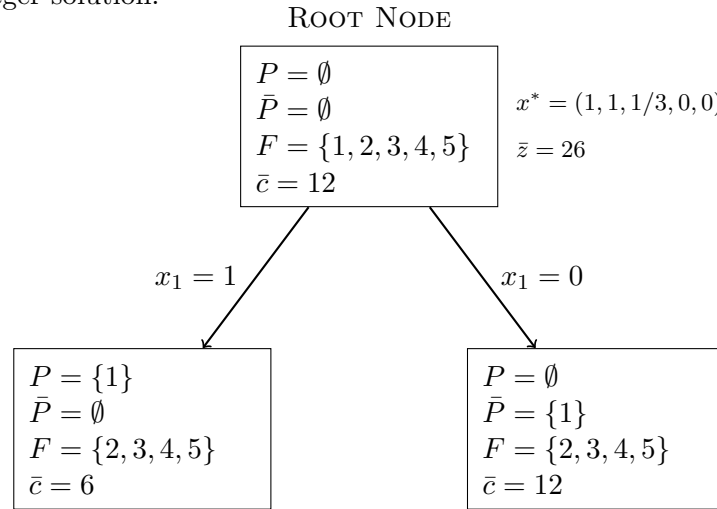 eger solution.
ROOT NODE
P = ∅
P̄ = ∅
F = {1, 2, 3, 4, 5}
c̄ = 12
x* = (1, 1, 1/3, 0, 0)
z̄ = 26
x₁ = 1
x₁ = 0
P = {1}
P̄ = ∅
F = {2, 3, 4, 5}
c̄ = 6
P = ∅
P̄ = {1}
F = {2, 3, 4, 5}
c̄ = 12